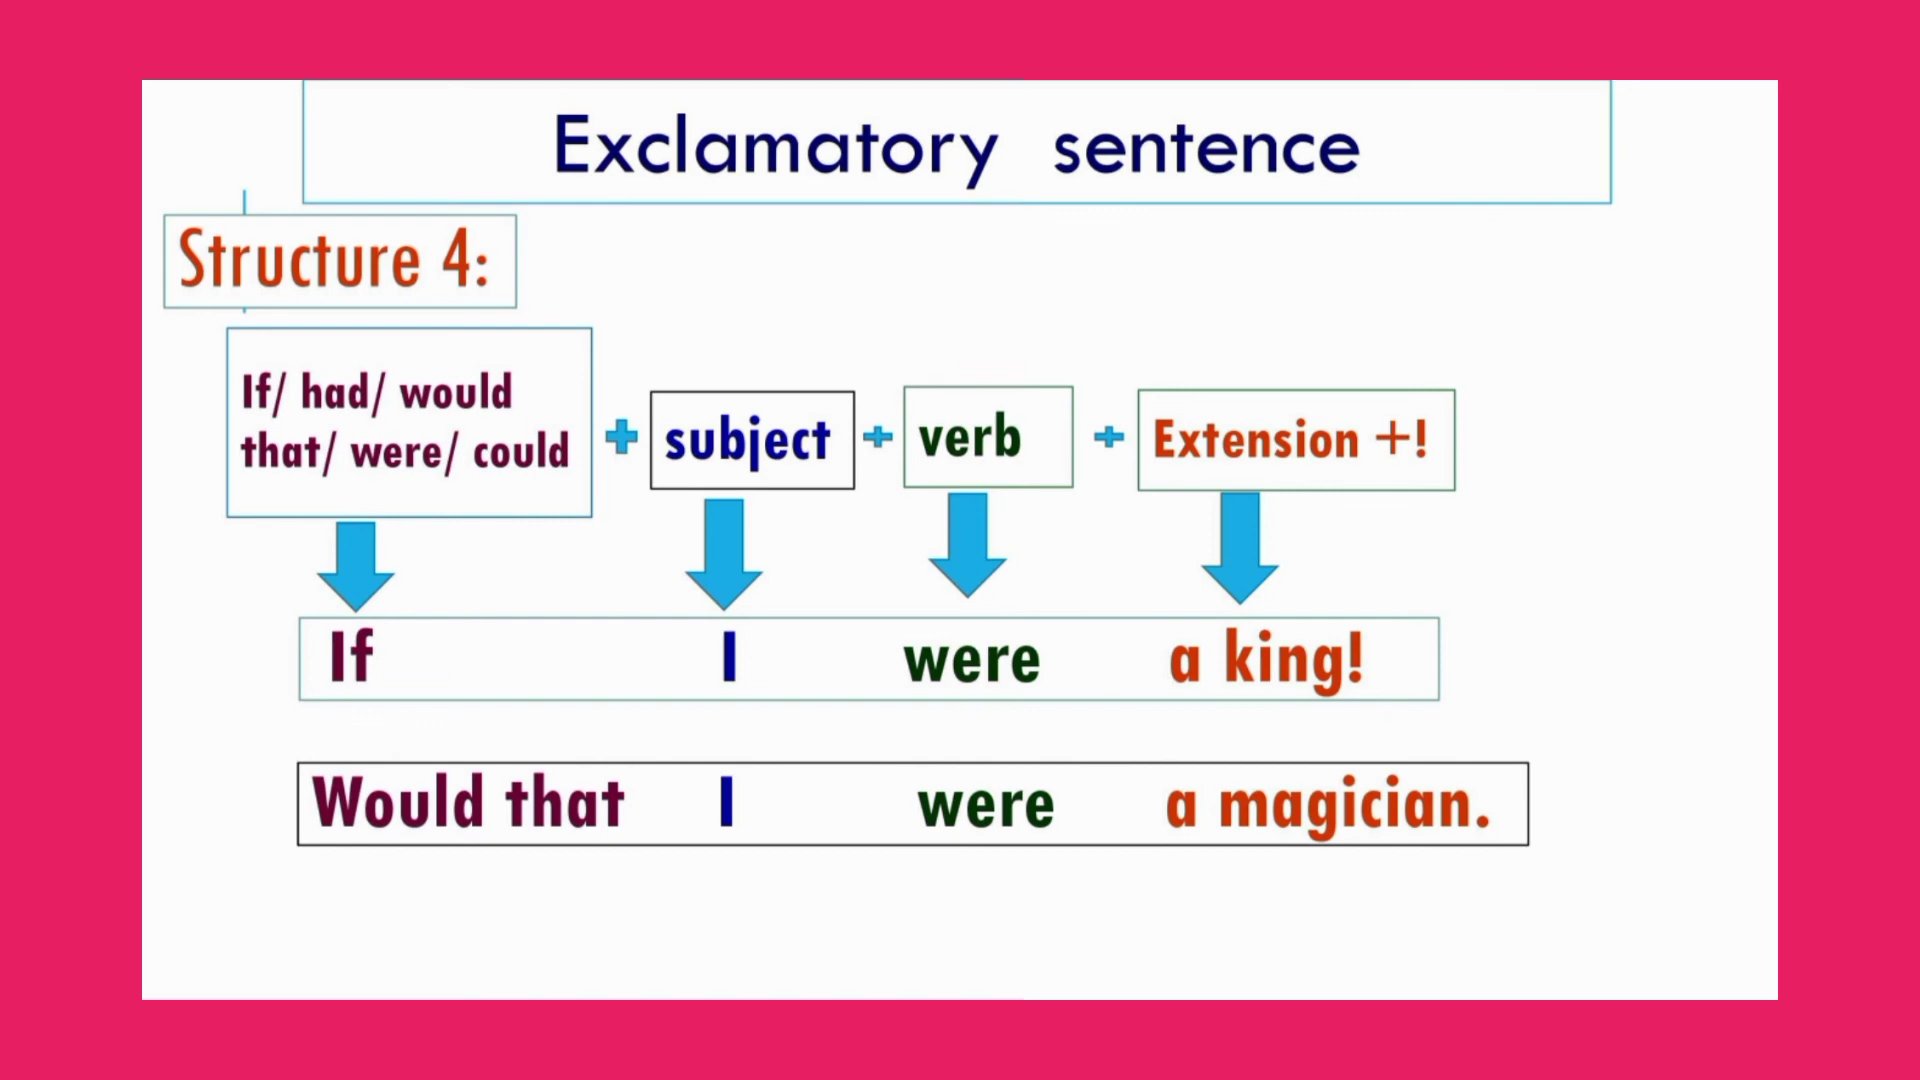 Exclamatory sentence
Structure 4:
If/ had/ would
that/ were/ could
+ subject + verb + Extension +!
If I were a king!
Would that I were a magician.